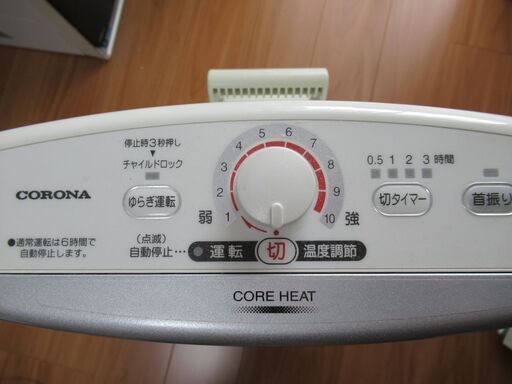 CORONA
停止時3秒押し
▼
チャイルドロック
ゆらぎ運転
●通常運転は6時間で
自動停止します。
(点滅)
自動停止…
運転
切
温度調節
弱
1 2 3 4 5 6 7 8 9 10
強
0.5 1 2 3 時間
切タイマー
首振り
CORE HEAT